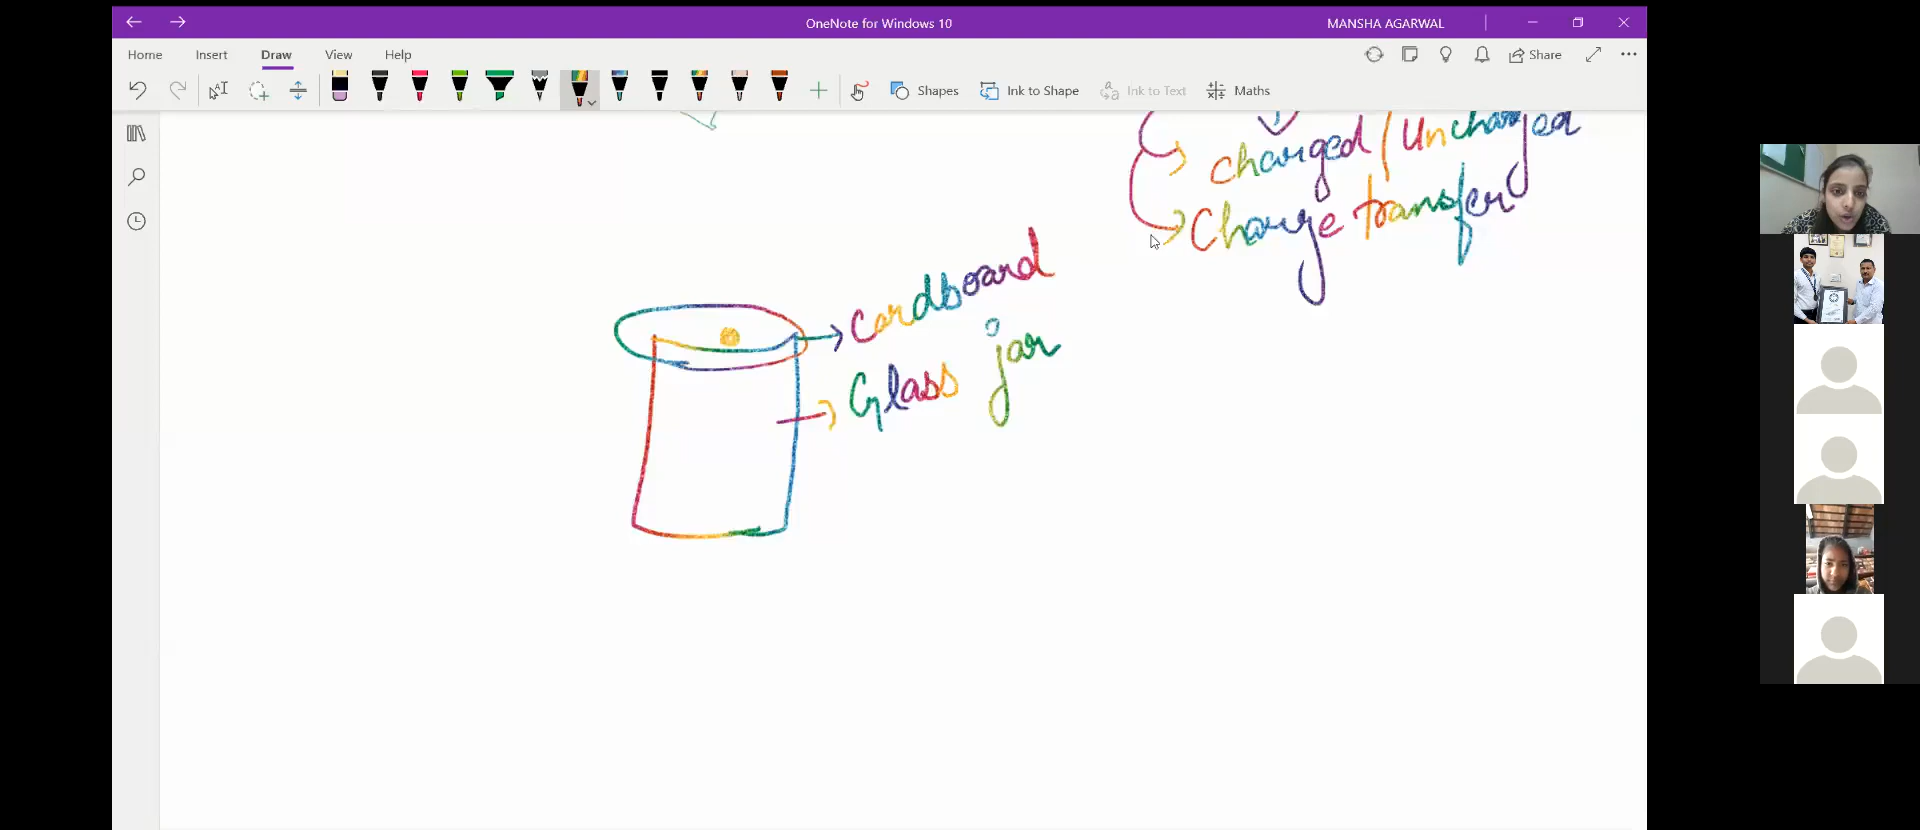 OneNote for Windows 10
MANSHA AGARWAL
Home Insert Draw View Help
Share
Shapes Ink to Shape Ink to Text Maths
charged / Uncharged
Charge transfer
Cardboard
Glass jar